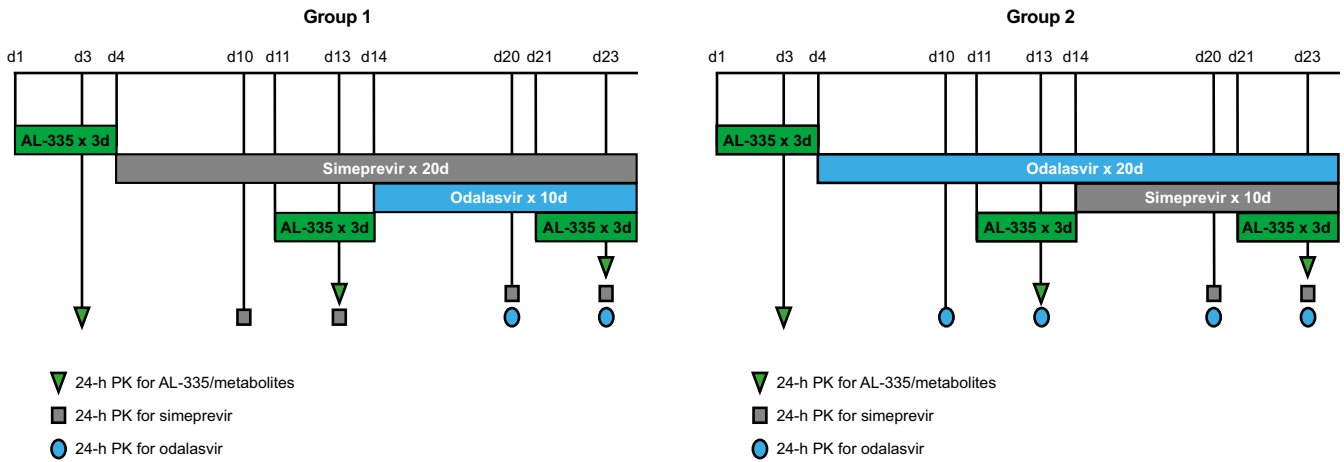 Group 1
d1 d3 d4 d10 d11 d13 d14 d20 d21 d23
AL-335 x 3d
Simeprevir x 20d
Odalasvir x 10d
AL-335 x 3d AL-335 x 3d
24-h PK for AL-335/metabolites
24-h PK for simeprevir
24-h PK for odalasvir
Group 2
d1 d3 d4 d10 d11 d13 d14 d20 d21 d23
AL-335 x 3d
Odalasvir x 20d
Simeprevir x 10d
AL-335 x 3d AL-335 x 3d
24-h PK for AL-335/metabolites
24-h PK for simeprevir
24-h PK for odalasvir